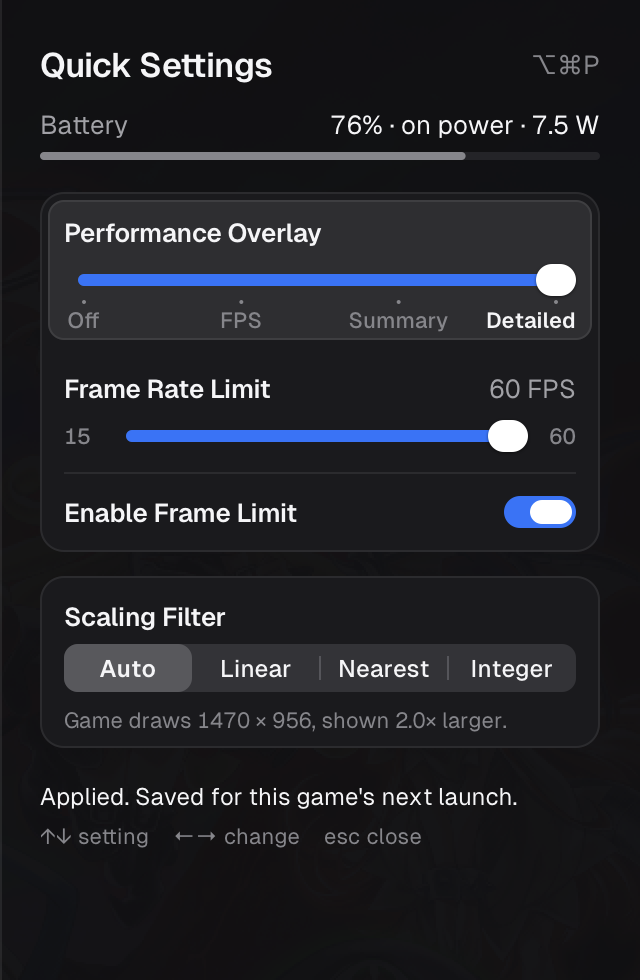 Quick Settings ⌥⌘P
Battery 76% · on power · 7.5 W
Performance Overlay
Off FPS Summary Detailed
Frame Rate Limit 60 FPS
15 60
Enable Frame Limit
Scaling Filter
Auto Linear Nearest Integer
Game draws 1470 × 956, shown 2.0× larger.
Applied. Saved for this game's next launch.
↑↓ setting ←→ change esc close